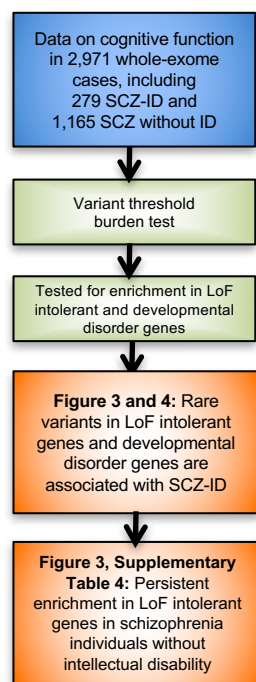 Data on cognitive function
in 2,971 whole-exome
cases, including
279 SCZ-ID and
1,165 SCZ without ID
Variant threshold
burden test
Tested for enrichment in LoF
intolerant and developmental
disorder genes
Figure 3 and 4: Rare
variants in LoF intolerant
genes and developmental
disorder genes are
associated with SCZ-ID
Figure 3, Supplementary
Table 4: Persistent
enrichment in LoF intolerant
genes in schizophrenia
individuals without
intellectual disability